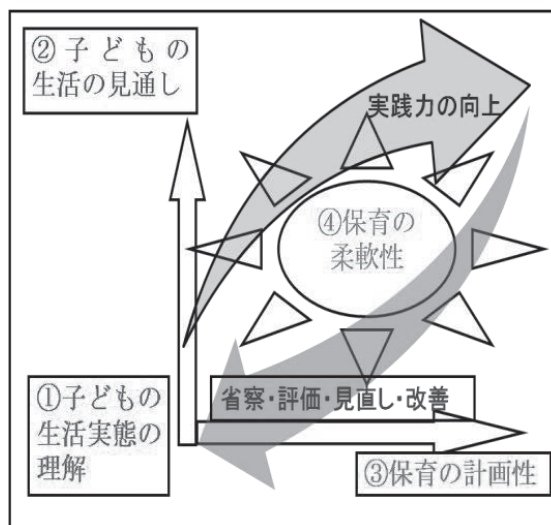 ②子どもの
生活の見通し
実践力の向上
④保育の
柔軟性
①子どもの
生活実態の
理解
省察・評価・見直し・改善
③保育の計画性